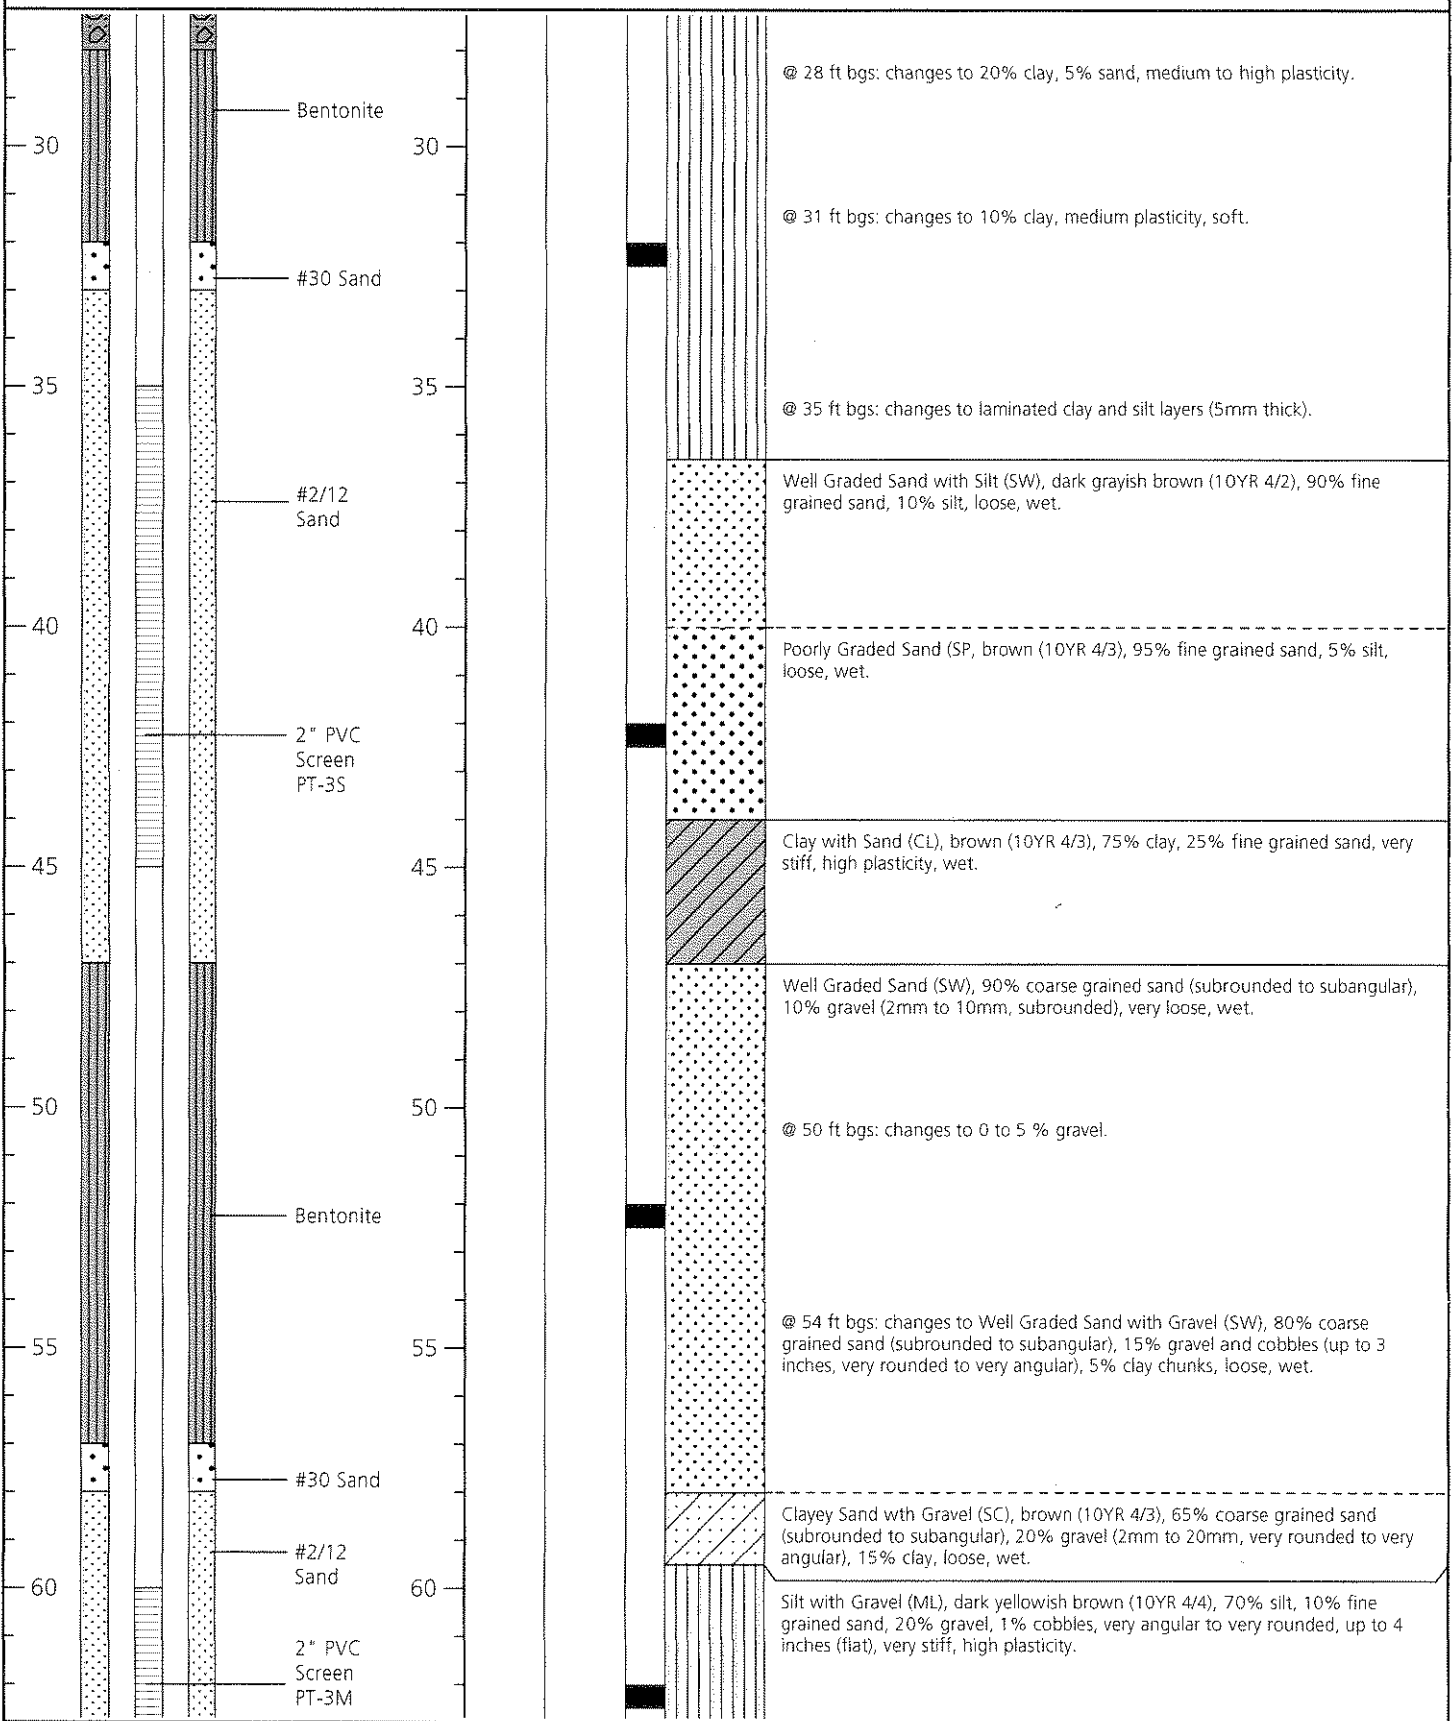 @ 28 ft bgs: changes to 20% clay, 5% sand, medium to high plasticity.
Bentonite
30
30
@ 31 ft bgs: changes to 10% clay, medium plasticity, soft.
#30 Sand
35
35
@ 35 ft bgs: changes to laminated clay and silt layers (5mm thick).
Well Graded Sand with Silt (SW), dark grayish brown (10YR 4/2), 90% fine
grained sand, 10% silt, loose, wet.
#2/12
Sand
40
40
Poorly Graded Sand (SP, brown (10YR 4/3), 95% fine grained sand, 5% silt,
loose, wet.
2" PVC
Screen
PT-3S
Clay with Sand (CL), brown (10YR 4/3), 75% clay, 25% fine grained sand, very
stiff, high plasticity, wet.
45
45
Well Graded Sand (SW), 90% coarse grained sand (subrounded to subangular),
10% gravel (2mm to 10mm, subrounded), very loose, wet.
50
50
@ 50 ft bgs: changes to 0 to 5 % gravel.
Bentonite
@ 54 ft bgs: changes to Well Graded Sand with Gravel (SW), 80% coarse
grained sand (subrounded to subangular), 15% gravel and cobbles (up to 3
inches, very rounded to very angular), 5% clay chunks, loose, wet.
55
55
#30 Sand
Clayey Sand wth Gravel (SC), brown (10YR 4/3), 65% coarse grained sand
(subrounded to subangular), 20% gravel (2mm to 20mm, very rounded to very
angular), 15% clay, loose, wet.
#2/12
Sand
60
60
Silt with Gravel (ML), dark yellowish brown (10YR 4/4), 70% silt, 10% fine
grained sand, 20% gravel, 1% cobbles, very angular to very rounded, up to 4
inches (flat), very stiff, high plasticity.
2" PVC
Screen
PT-3M